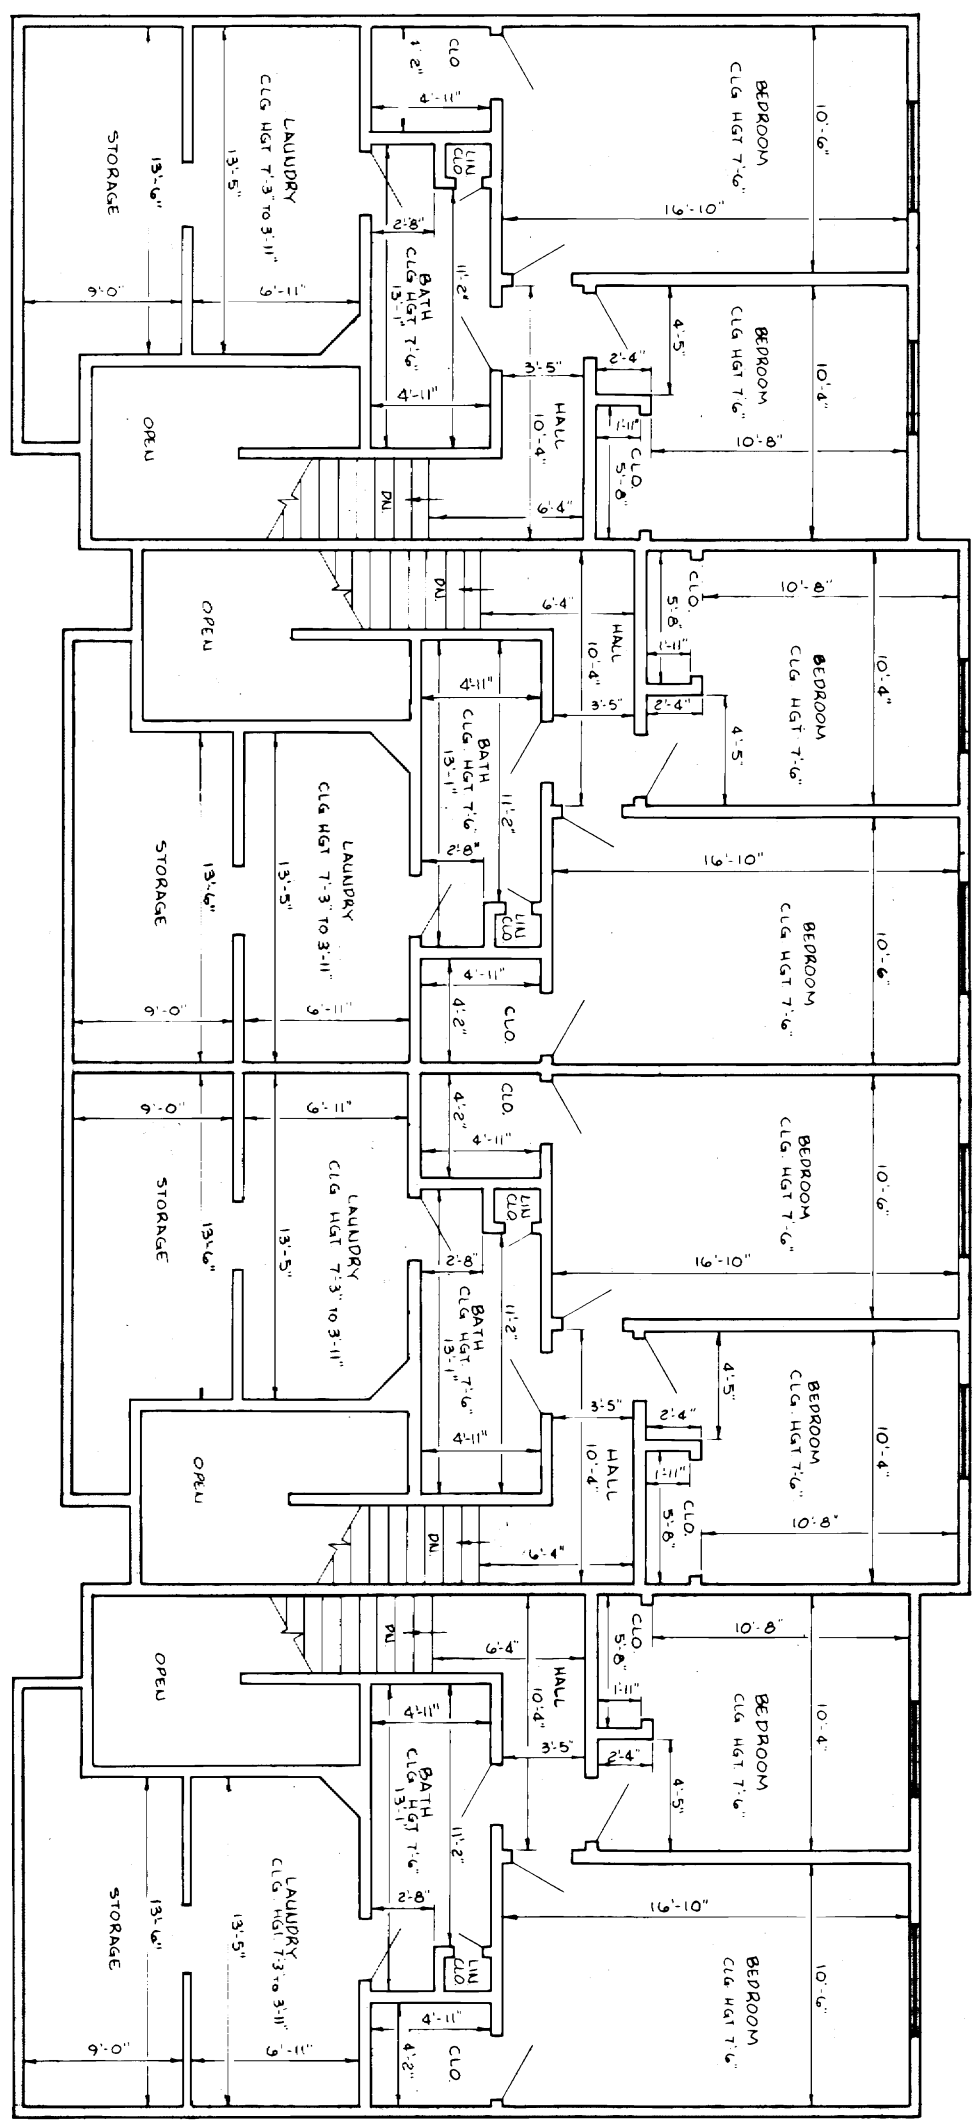 CLO
4'-2"
4'-11"
BEDROOM
CLG HGT 7'-6"
10'-6"
16'-10"
LAUNDRY
CLG HGT 7'-3" TO 3'-11"
13'-5"
STORAGE
13'-6"
LIN
CLO.
2'-8"
11'-2"
BATH
CLG HGT 7'-6"
13'-1"
9'-0"
6'-11"
4'-11"
BEDROOM
CLG HGT 7'6"
10'-4"
4'-5"
2'-4"
3'-5"
HALL
10'-4"
1'-11"
CLO.
5'-8"
10'-8"
OPEN
DN.
6'-4"
OPEN
DN.
6'-4"
HALL
10'-4"
CLO.
5'-8"
10'-8"
1'-11"
2'-4"
3'-5"
4'-11"
BEDROOM
CLG HGT 7'-6"
10'-4"
4'-5"
BATH
CLG. HGT 7'-6"
13'-1"
11'-2"
2'-8"
LIN
CLO
STORAGE
13'-6"
13'-5"
LAUNDRY
CLG HGT 7'-3" TO 3'-11"
16'-10"
BEDROOM
CLG HGT 7'-6"
10'-6"
4'-11"
4'-2"
CLO.
9'-0"
6'-11"
9'-0"
6'-11"
4'-2"
CLO.
4'-11"
BEDROOM
CLG. HGT 7'-6"
10'-6"
16'-10"
STORAGE
13'-6"
13'-5"
LAUNDRY
CLG HGT 7'-3" TO 3'-11"
LIN
CLO.
2'-8"
11'-2"
BATH
CLG HGT. 7'-6"
13'-1"
4'-11"
4'-5"
BEDROOM
CLG. HGT 7'-6"
10'-4"
2'-4"
3'-5"
HALL
10'-4"
1'-11"
CLO.
5'-8"
10'-8"
OPEN
DN.
6'-4"
OPEN
DN.
6'-4"
HALL
10'-4"
CLO.
5'-8"
10'-8"
1'-11"
2'-4"
3'-5"
4'-11"
BEDROOM
CLG HGT. 7'-6"
10'-4"
4'-5"
BATH
CLG HGT 7'-6"
13'-1"
11'-2"
2'-8"
LIN
CLO.
STORAGE
13'-6"
13'-5"
LAUNDRY
CLG. HGT 7'-3" TO 3'-11"
16'-10"
BEDROOM
CLG HGT 7'6"
10'-6"
4'-11"
4'-2"
CLO.
9'-0"
6'-11"